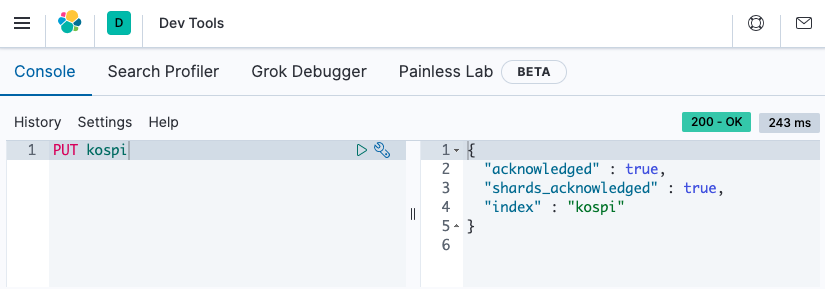 D Dev Tools
Console Search Profiler Grok Debugger Painless Lab BETA
History Settings Help 200 - OK 243 ms
1 PUT kospi
1 {
2 "acknowledged" : true,
3 "shards_acknowledged" : true,
4 "index" : "kospi"
5 }
6